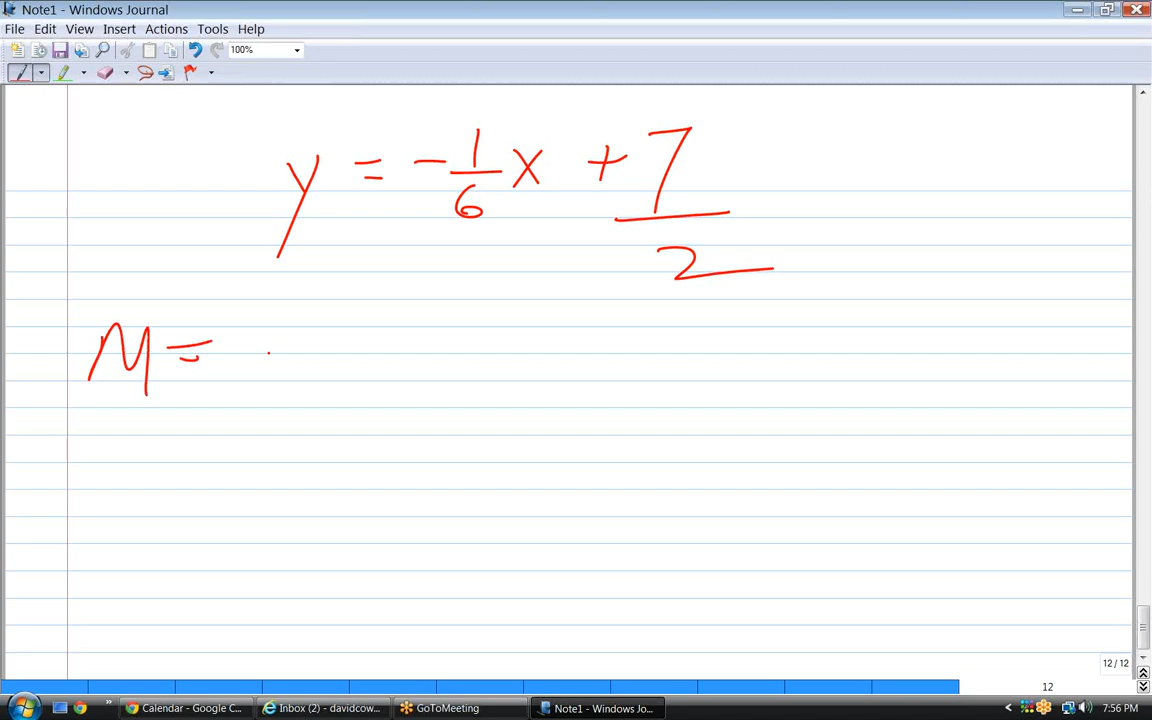 Note1 - Windows Journal
File Edit View Insert Actions Tools Help
100%
y = -1/6 x + 7/2
M =
12 / 12
12
Calendar - Google C... Inbox (2) - davidcow... GoToMeeting Note1 - Windows Jo... 7:56 PM